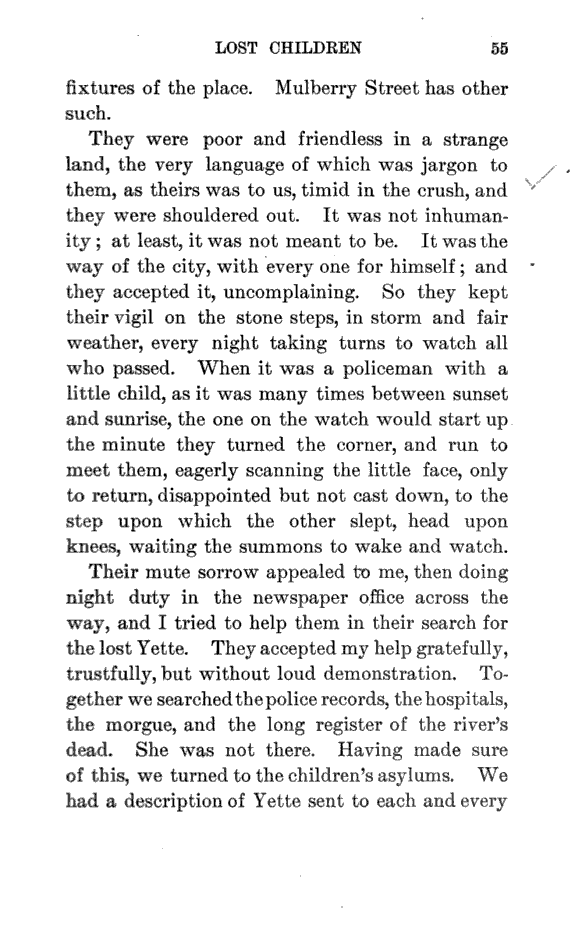 LOST CHILDREN 55
fixtures of the place. Mulberry Street has other
such.
They were poor and friendless in a strange
land, the very language of which was jargon to
them, as theirs was to us, timid in the crush, and
they were shouldered out. It was not inhuman-
ity; at least, it was not meant to be. It was the
way of the city, with every one for himself; and
they accepted it, uncomplaining. So they kept
their vigil on the stone steps, in storm and fair
weather, every night taking turns to watch all
who passed. When it was a policeman with a
little child, as it was many times between sunset
and sunrise, the one on the watch would start up
the minute they turned the corner, and run to
meet them, eagerly scanning the little face, only
to return, disappointed but not cast down, to the
step upon which the other slept, head upon
knees, waiting the summons to wake and watch.
Their mute sorrow appealed to me, then doing
night duty in the newspaper office across the
way, and I tried to help them in their search for
the lost Yette. They accepted my help gratefully,
trustfully, but without loud demonstration. To-
gether we searched the police records, the hospitals,
the morgue, and the long register of the river's
dead. She was not there. Having made sure
of this, we turned to the children's asylums. We
had a description of Yette sent to each and every